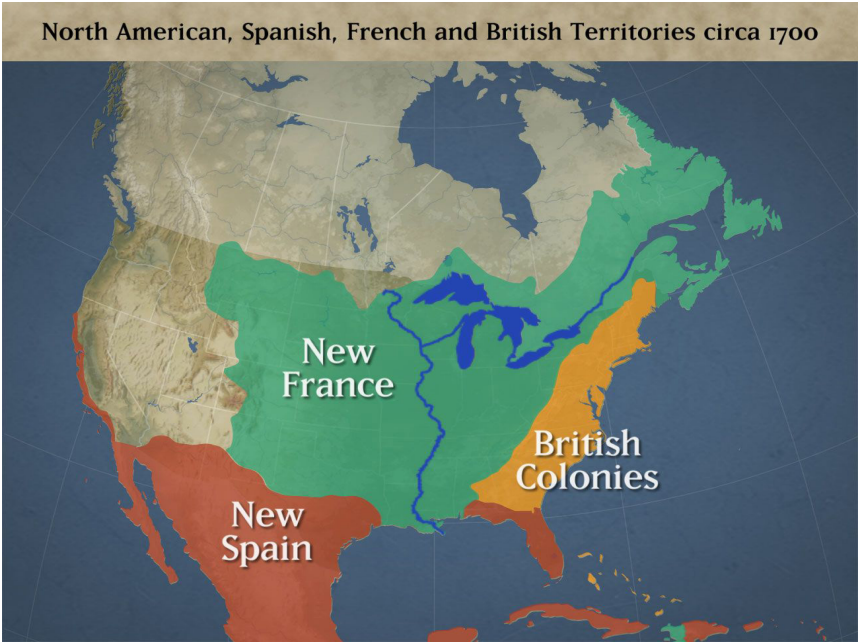 North American, Spanish, French and British Territories circa 1700
New
France
British
Colonies
New
Spain